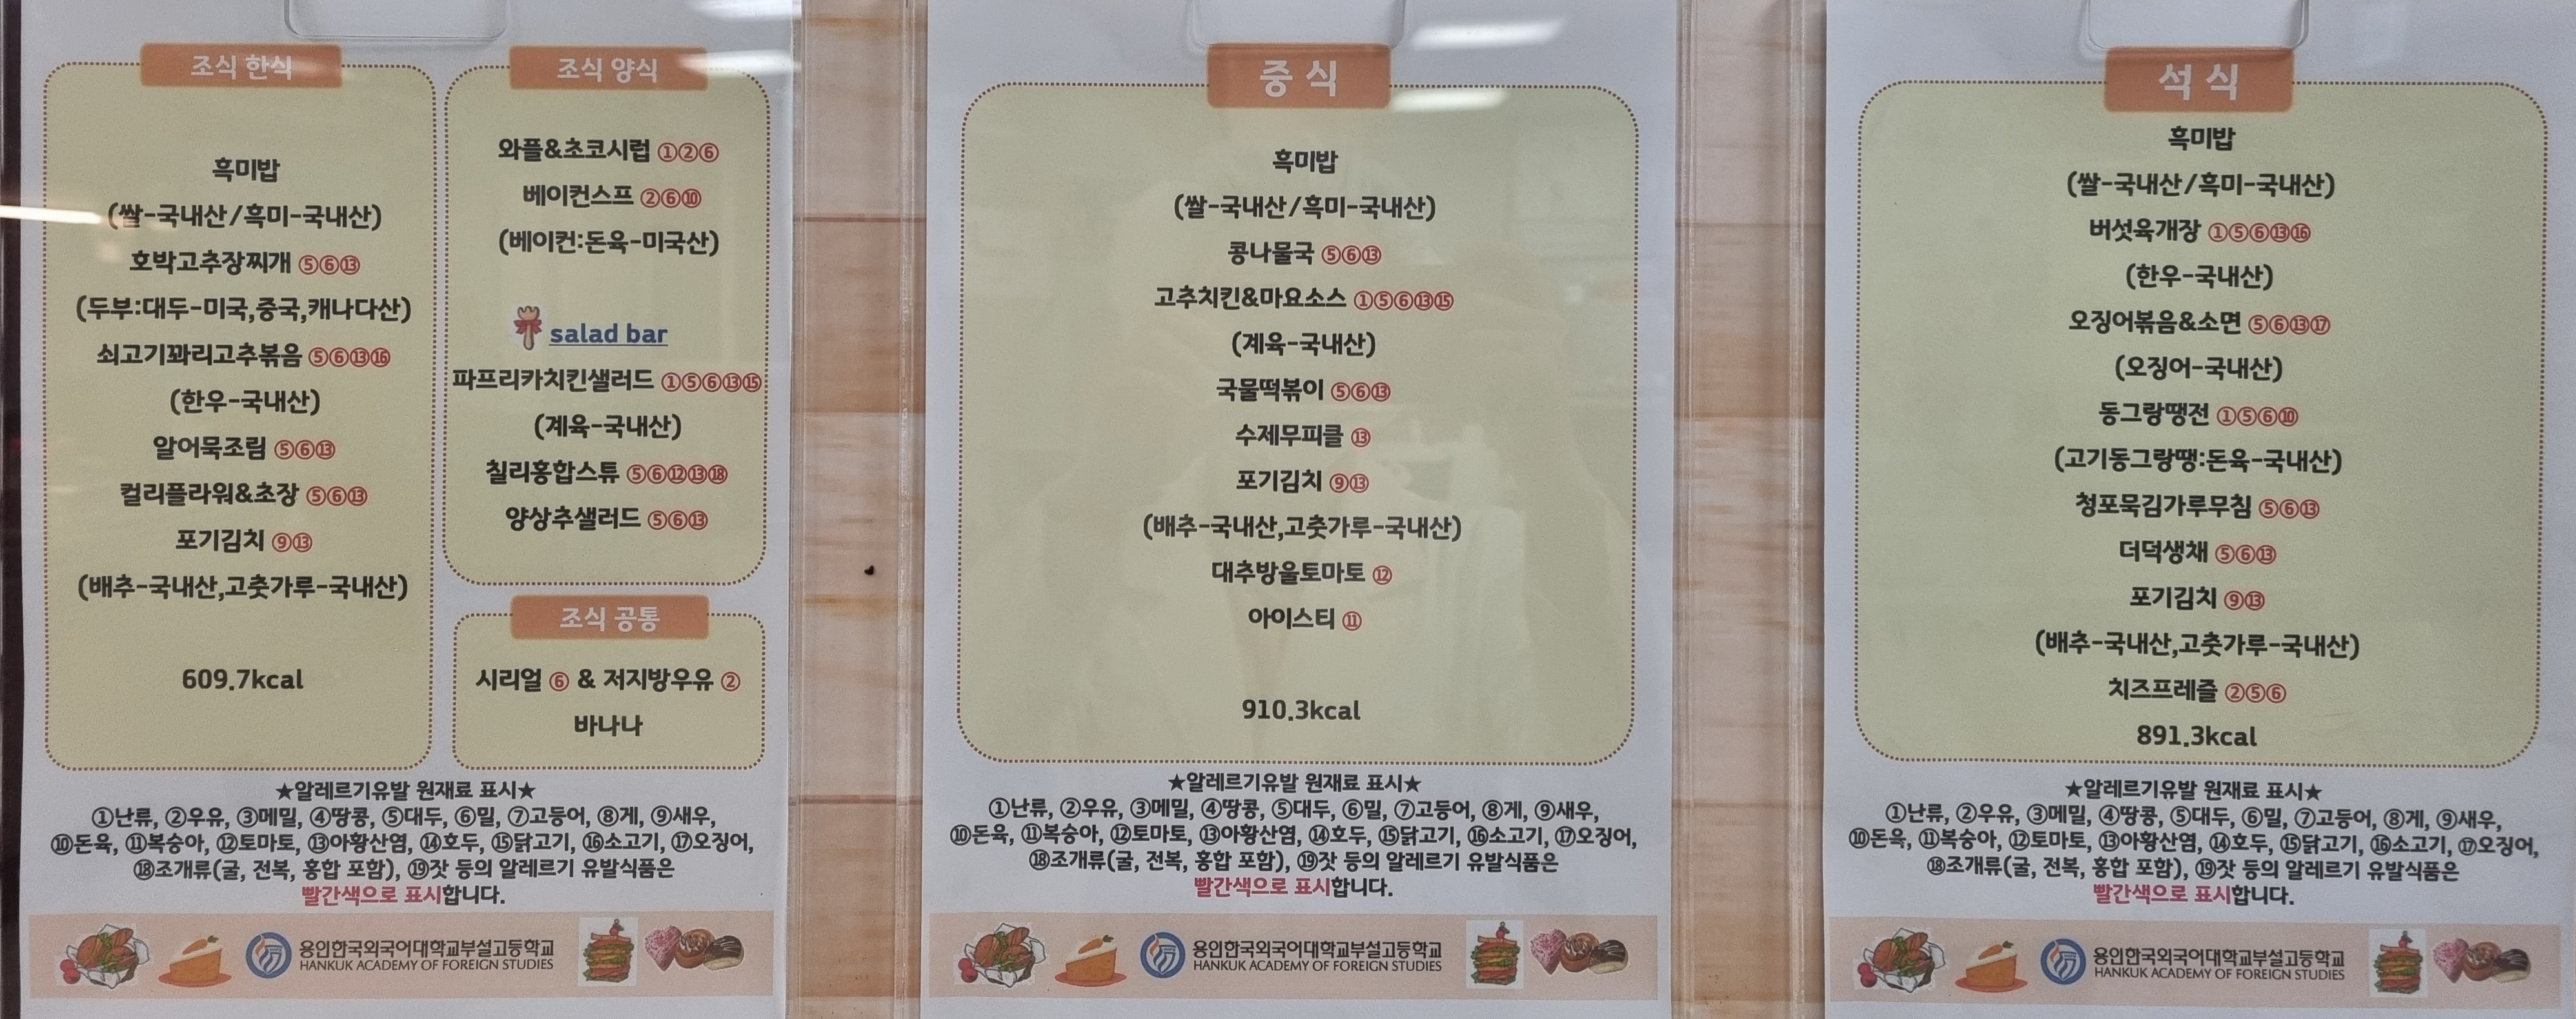 조식 한식
흑미밥
(쌀-국내산/흑미-국내산)
호박고추장찌개 ⑤⑥⑬
(두부:대두-미국,중국,캐나다산)
쇠고기꽈리고추볶음 ⑤⑥⑬⑯
(한우-국내산)
알어묵조림 ⑤⑥⑬
컬리플라워&초장 ⑤⑥⑬
포기김치 ⑨⑬
(배추-국내산,고춧가루-국내산)
609.7kcal
조식 양식
와플&초코시럽 ①②⑥
베이컨스프 ②⑥⑩
(베이컨:돈육-미국산)
salad bar
파프리카치킨샐러드 ①⑤⑥⑬⑮
(계육-국내산)
칠리홍합스튜 ⑤⑥⑫⑬⑱
양상추샐러드 ⑤⑥⑬
조식 공통
시리얼 ⑥ & 저지방우유 ②
바나나
★알레르기유발 원재료 표시★
①난류, ②우유, ③메밀, ④땅콩, ⑤대두, ⑥밀, ⑦고등어, ⑧게, ⑨새우,
⑩돈육, ⑪복숭아, ⑫토마토, ⑬아황산염, ⑭호두, ⑮닭고기, ⑯소고기, ⑰오징어,
⑱조개류(굴, 전복, 홍합 포함), ⑲잣 등의 알레르기 유발식품은
빨간색으로 표시합니다.
용인한국외국어대학교부설고등학교
HANKUK ACADEMY OF FOREIGN STUDIES
중식
흑미밥
(쌀-국내산/흑미-국내산)
콩나물국 ⑤⑥⑬
고추치킨&마요소스 ①⑤⑥⑬⑮
(계육-국내산)
국물떡볶이 ⑤⑥⑬
수제무피클 ⑬
포기김치 ⑨⑬
(배추-국내산,고춧가루-국내산)
대추방울토마토 ⑫
아이스티 ⑪
910.3kcal
★알레르기유발 원재료 표시★
①난류, ②우유, ③메밀, ④땅콩, ⑤대두, ⑥밀, ⑦고등어, ⑧게, ⑨새우,
⑩돈육, ⑪복숭아, ⑫토마토, ⑬아황산염, ⑭호두, ⑮닭고기, ⑯소고기, ⑰오징어,
⑱조개류(굴, 전복, 홍합 포함), ⑲잣 등의 알레르기 유발식품은
빨간색으로 표시합니다.
용인한국외국어대학교부설고등학교
HANKUK ACADEMY OF FOREIGN STUDIES
석식
흑미밥
(쌀-국내산/흑미-국내산)
버섯육개장 ①⑤⑥⑬⑯
(한우-국내산)
오징어볶음&소면 ⑤⑥⑬⑰
(오징어-국내산)
동그랑땡전 ①⑤⑥⑩
(고기동그랑땡:돈육-국내산)
청포묵김가루무침 ⑤⑥⑬
더덕생채 ⑤⑥⑬
포기김치 ⑨⑬
(배추-국내산,고춧가루-국내산)
치즈프레즐 ②⑤⑥
891.3kcal
★알레르기유발 원재료 표시★
①난류, ②우유, ③메밀, ④땅콩, ⑤대두, ⑥밀, ⑦고등어, ⑧게, ⑨새우,
⑩돈육, ⑪복숭아, ⑫토마토, ⑬아황산염, ⑭호두, ⑮닭고기, ⑯소고기, ⑰오징어,
⑱조개류(굴, 전복, 홍합 포함), ⑲잣 등의 알레르기 유발식품은
빨간색으로 표시합니다.
용인한국외국어대학교부설고등학교
HANKUK ACADEMY OF FOREIGN STUDIES